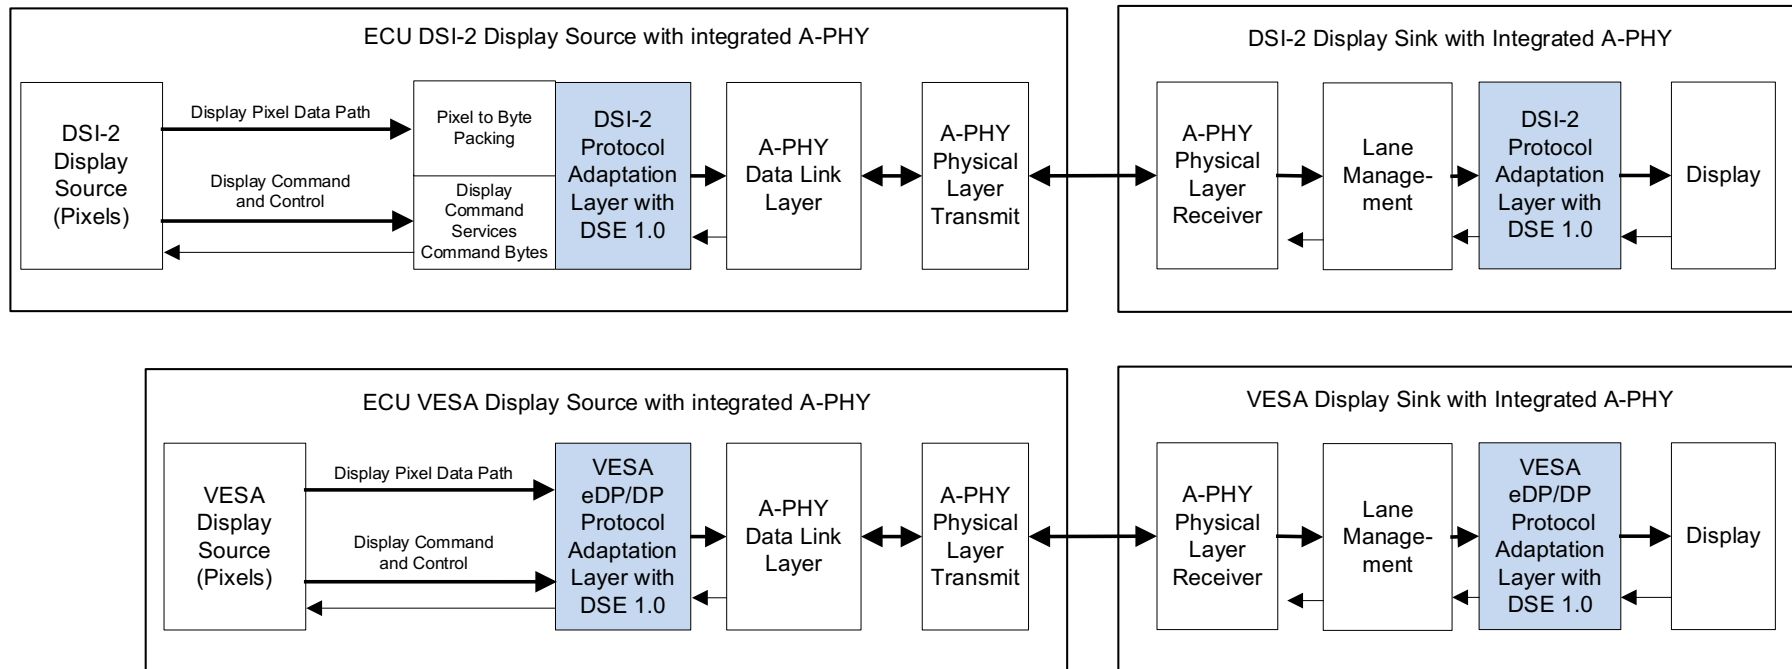 ECU DSI-2 Display Source with integrated A-PHY
DSI-2
Display
Source
(Pixels)
Display Pixel Data Path
Display Command
and Control
Pixel to Byte
Packing
Display
Command
Services
Command Bytes
DSI-2
Protocol
Adaptation
Layer with
DSE 1.0
A-PHY
Data Link
Layer
A-PHY
Physical
Layer
Transmit
DSI-2 Display Sink with Integrated A-PHY
A-PHY
Physical
Layer
Receiver
Lane
Manage-
ment
DSI-2
Protocol
Adaptation
Layer with
DSE 1.0
Display
ECU VESA Display Source with integrated A-PHY
VESA
Display
Source
(Pixels)
Display Pixel Data Path
Display Command
and Control
VESA
eDP/DP
Protocol
Adaptation
Layer with
DSE 1.0
A-PHY
Data Link
Layer
A-PHY
Physical
Layer
Transmit
VESA Display Sink with Integrated A-PHY
A-PHY
Physical
Layer
Receiver
Lane
Manage-
ment
VESA
eDP/DP
Protocol
Adaptation
Layer with
DSE 1.0
Display